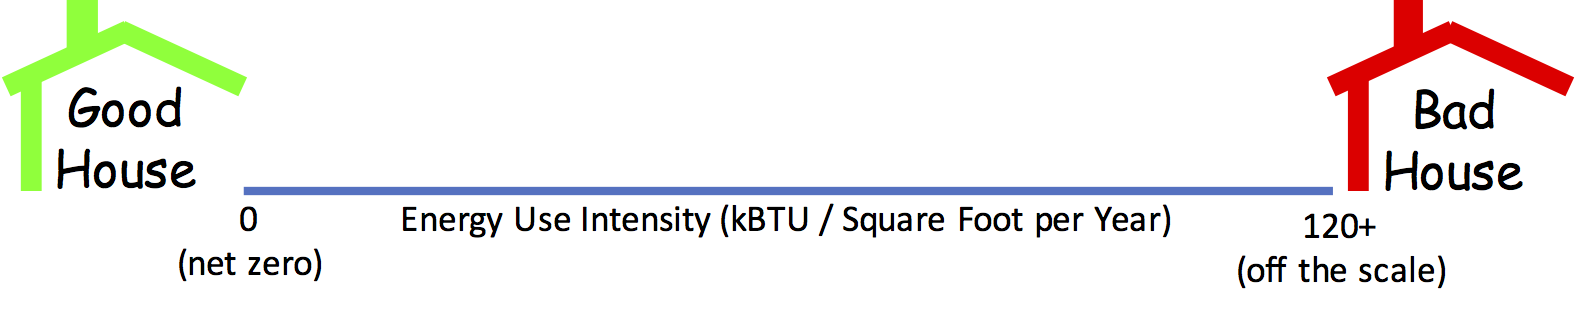 Good
House
Bad
House
0
(net zero)
Energy Use Intensity (kBTU / Square Foot per Year)
120+
(off the scale)